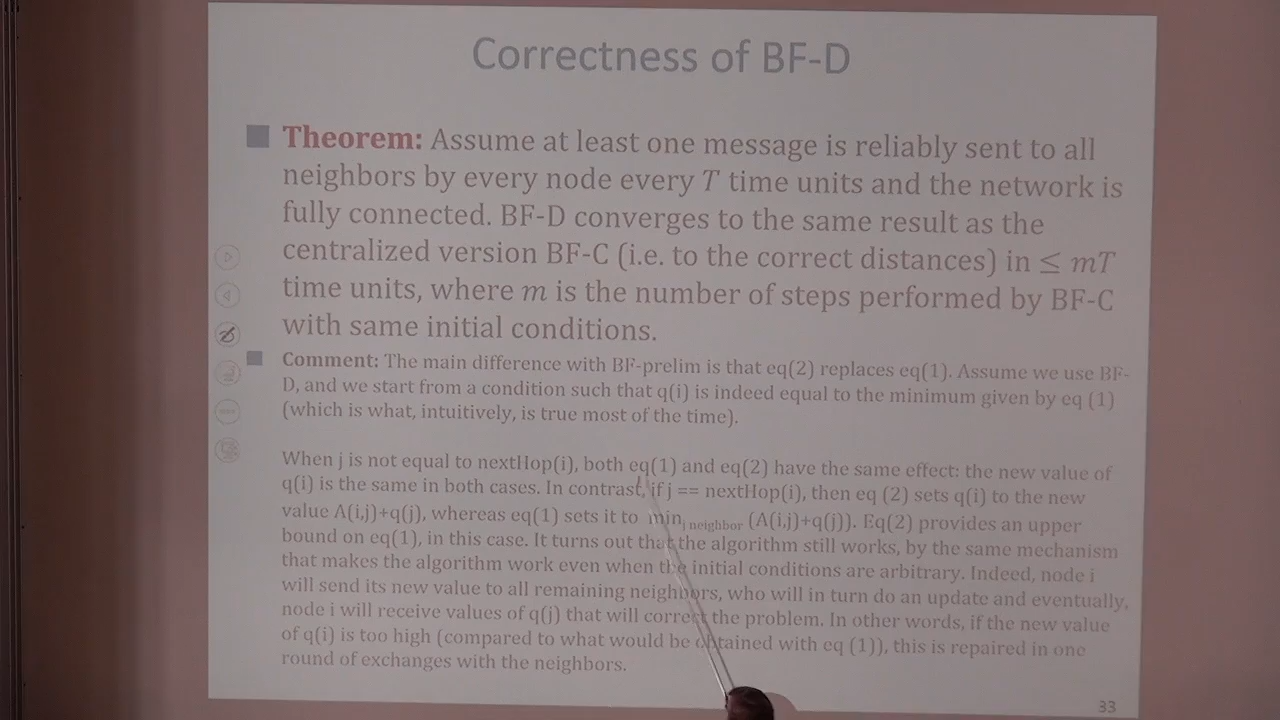 Correctness of BF-D
Theorem: Assume at least one message is reliably sent to all
neighbors by every node every T time units and the network is
fully connected. BF-D converges to the same result as the
centralized version BF-C (i.e. to the correct distances) in ≤ mT
time units, where m is the number of steps performed by BF-C
with same initial conditions.
Comment: The main difference with BF-prelim is that eq(2) replaces eq(1). Assume we use BF-
D, and we start from a condition such that q(i) is indeed equal to the minimum given by eq (1)
(which is what, intuitively, is true most of the time).
When j is not equal to nextHop(i), both eq(1) and eq(2) have the same effect: the new value of
q(i) is the same in both cases. In contrast, if j == nextHop(i), then eq (2) sets q(i) to the new
value A(i,j)+q(j), whereas eq(1) sets it to min j neighbor (A(i,j)+q(j)). Eq(2) provides an upper
bound on eq(1), in this case. It turns out that the algorithm still works, by the same mechanism
that makes the algorithm work even when the initial conditions are arbitrary. Indeed, node i
will send its new value to all remaining neighbors, who will in turn do an update and eventually,
node i will receive values of q(j) that will correct the problem. In other words, if the new value
of q(i) is too high (compared to what would be obtained with eq (1)), this is repaired in one
round of exchanges with the neighbors.
33